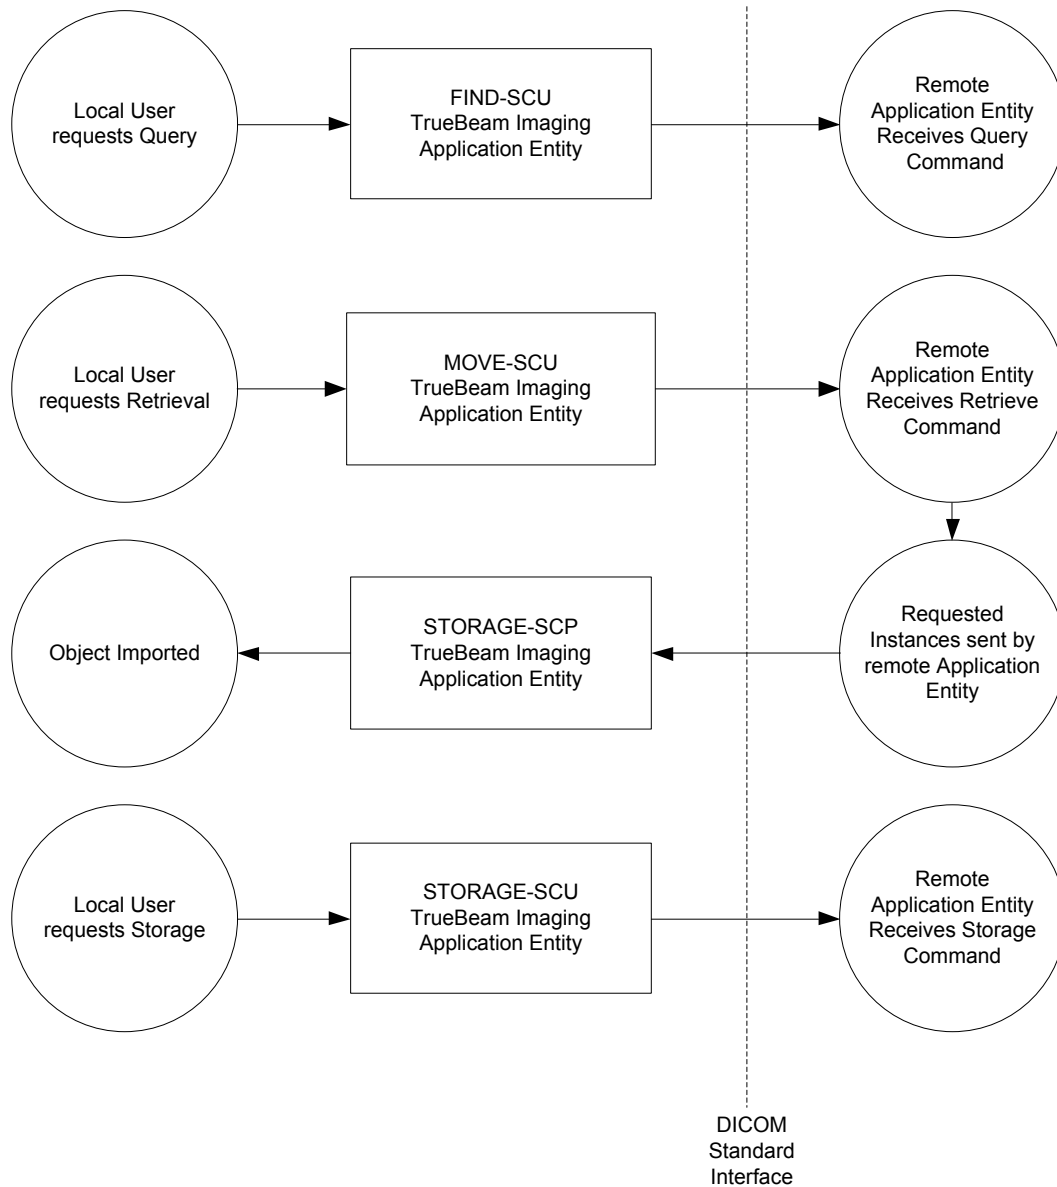 Local User
requests Query
FIND-SCU
TrueBeam Imaging
Application Entity
Remote
Application Entity
Receives Query
Command
Local User
requests Retrieval
MOVE-SCU
TrueBeam Imaging
Application Entity
Remote
Application Entity
Receives Retrieve
Command
Object Imported
STORAGE-SCP
TrueBeam Imaging
Application Entity
Requested
Instances sent by
remote Application
Entity
Local User
requests Storage
STORAGE-SCU
TrueBeam Imaging
Application Entity
Remote
Application Entity
Receives Storage
Command
DICOM
Standard
Interface